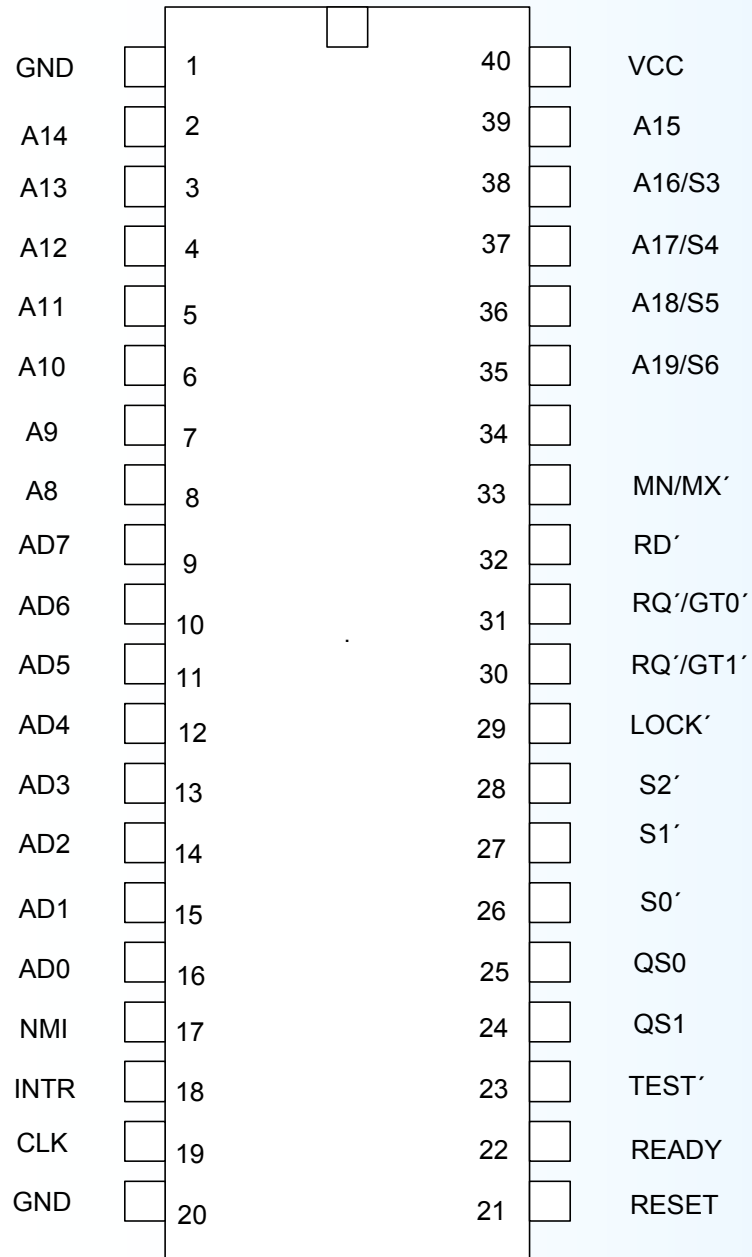 GND 1 40 VCC
A14 2 39 A15
A13 3 38 A16/S3
A12 4 37 A17/S4
A11 5 36 A18/S5
A10 6 35 A19/S6
A9 7 34
A8 8 33 MN/MX´
AD7 9 32 RD´
AD6 10 31 RQ´/GT0´
AD5 11 30 RQ´/GT1´
AD4 12 29 LOCK´
AD3 13 28 S2´
AD2 14 27 S1´
AD1 15 26 S0´
AD0 16 25 QS0
NMI 17 24 QS1
INTR 18 23 TEST´
CLK 19 22 READY
GND 20 21 RESET